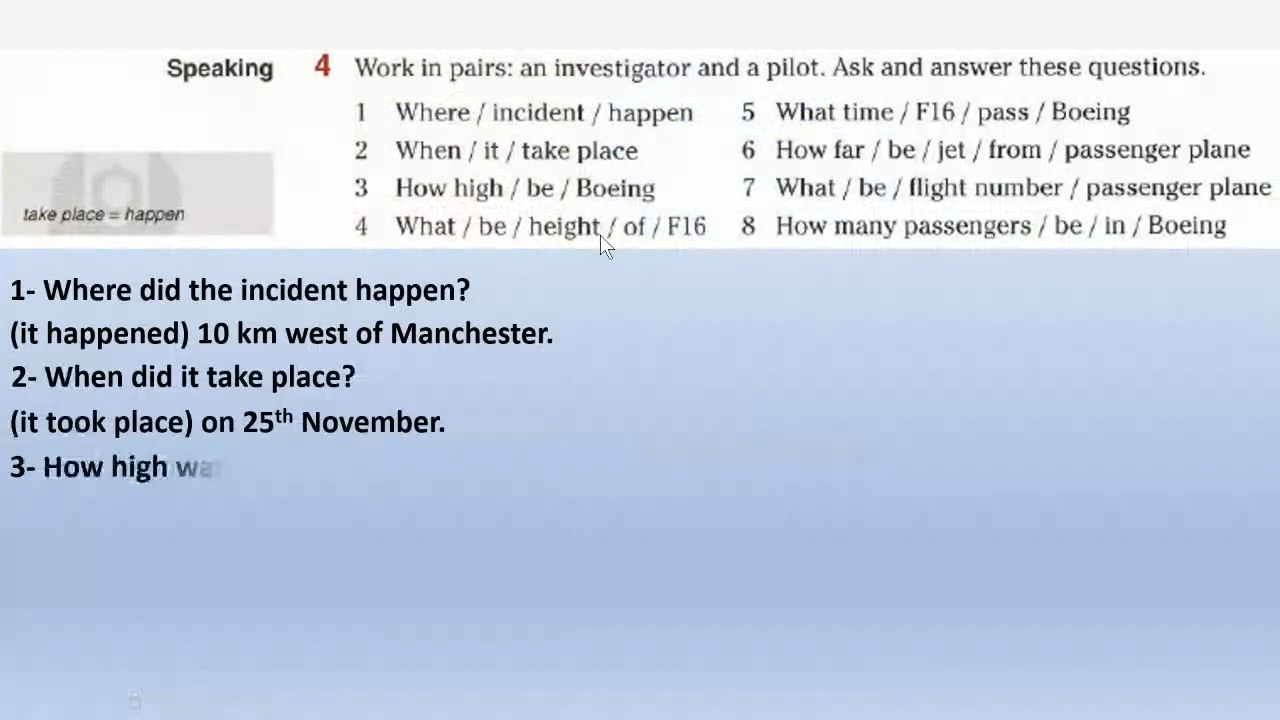 Speaking 4 Work in pairs: an investigator and a pilot. Ask and answer these questions.
1 Where / incident / happen
2 When / it / take place
3 How high / be / Boeing
4 What / be / height / of / F16
5 What time / F16 / pass / Boeing
6 How far / be / jet / from / passenger plane
7 What / be / flight number / passenger plane
8 How many passengers / be / in / Boeing
take place = happen
1- Where did the incident happen?
(it happened) 10 km west of Manchester.
2- When did it take place?
(it took place) on 25th November.
3- How high wa